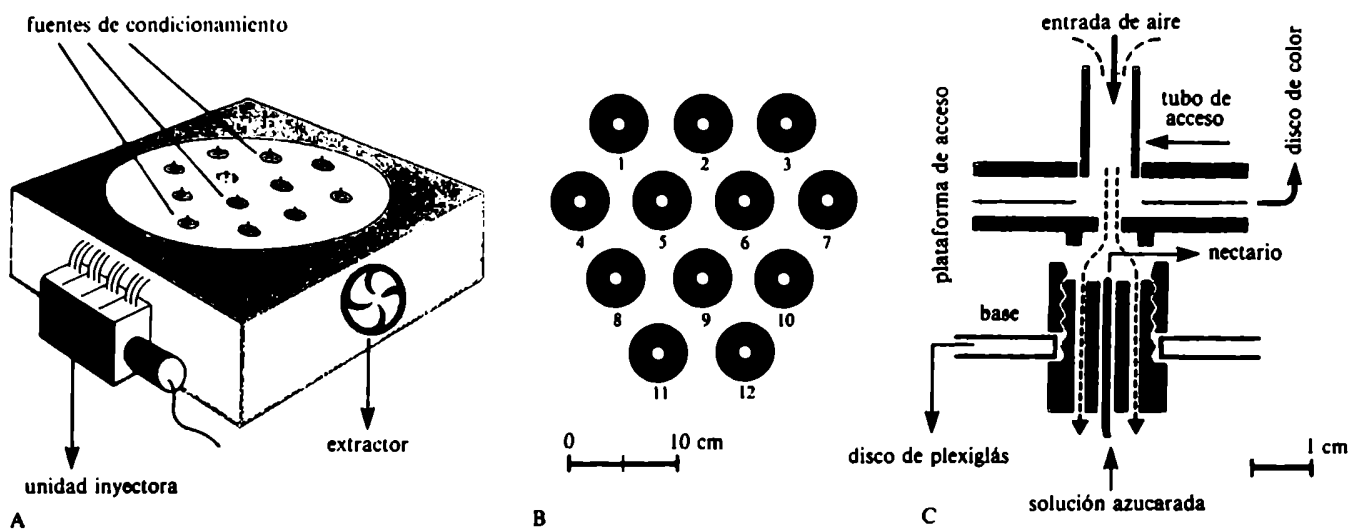 fuentes de condicionamiento
extractor
unidad inyectora
A
1
2
3
4
5
6
7
8
9
10
11
12
0
10 cm
B
entrada de aire
plataforma de acceso
tubo de
acceso
disco de color
nectario
base
disco de plexiglás
solución azucarada
1 cm
C